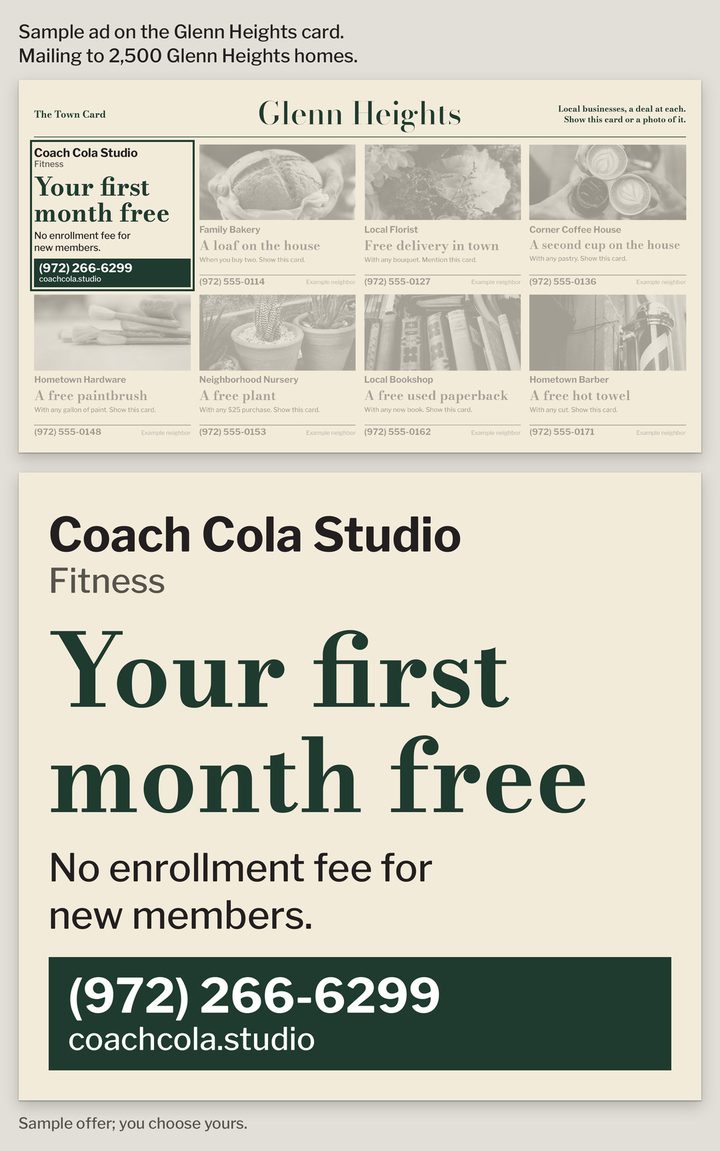 Sample ad on the Glenn Heights card.
Mailing to 2,500 Glenn Heights homes.
The Town Card
Glenn Heights
Local businesses, a deal at each.
Show this card or a photo of it.
Coach Cola Studio
Fitness
Your first
month free
No enrollment fee for
new members.
(972) 266-6299
coachcola.studio
Family Bakery
A loaf on the house
When you buy two. Show this card.
(972) 555-0114
Example neighbor
Local Florist
Free delivery in town
With any bouquet. Mention this card.
(972) 555-0127
Example neighbor
Corner Coffee House
A second cup on the house
With any pastry. Show this card.
(972) 555-0136
Example neighbor
Hometown Hardware
A free paintbrush
With any gallon of paint. Show this card.
(972) 555-0148
Example neighbor
Neighborhood Nursery
A free plant
With any $25 purchase. Show this card.
(972) 555-0153
Example neighbor
Local Bookshop
A free used paperback
With any new book. Show this card.
(972) 555-0162
Example neighbor
Hometown Barber
A free hot towel
With any cut. Show this card.
(972) 555-0171
Example neighbor
Coach Cola Studio
Fitness
Your first
month free
No enrollment fee for
new members.
(972) 266-6299
coachcola.studio
Sample offer; you choose yours.